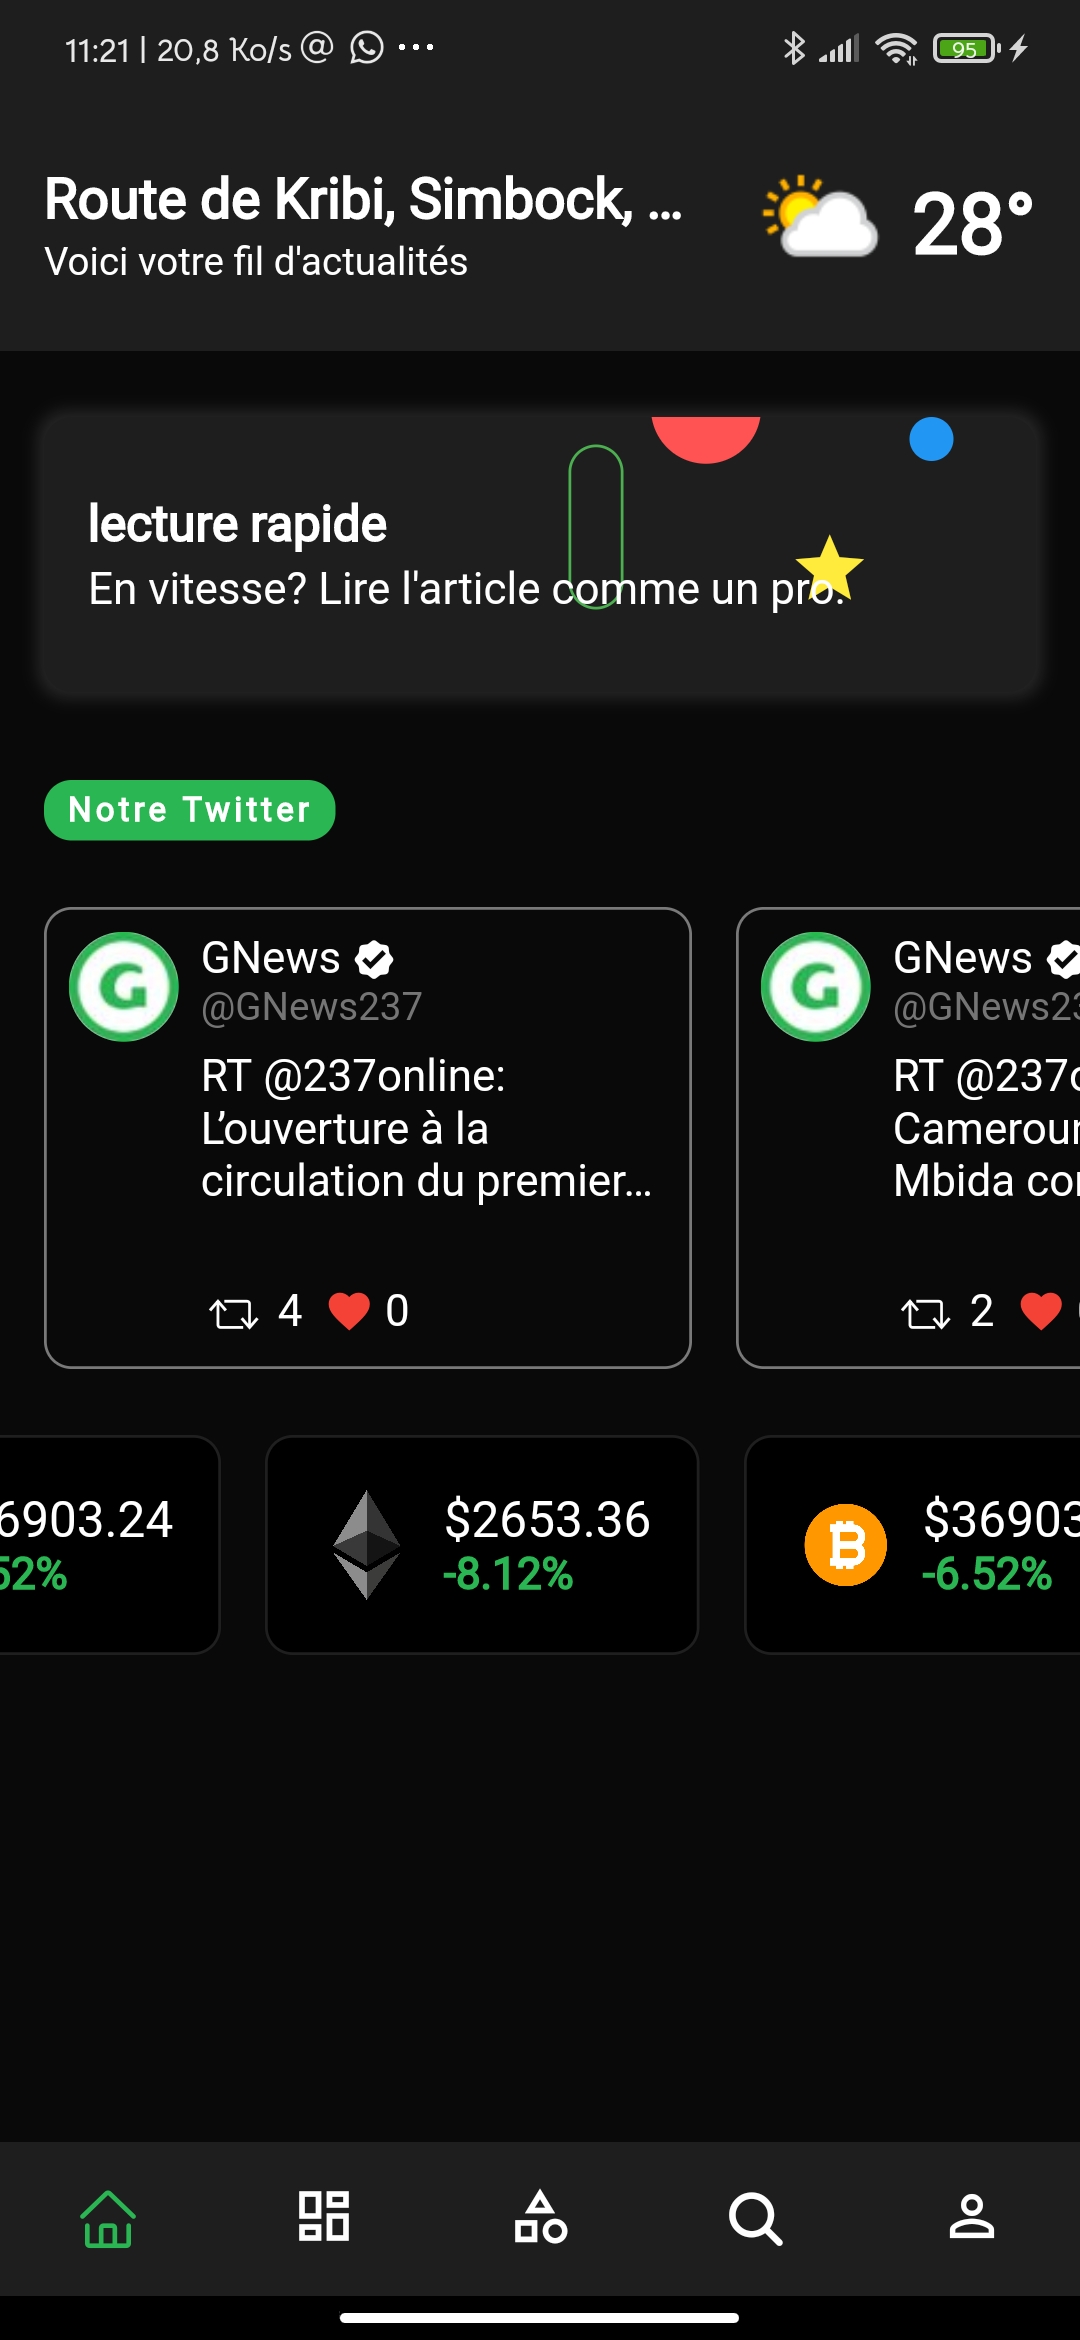 11:21 | 20,8 Ko/s
95
Route de Kribi, Simbock, ...
Voici votre fil d'actualités
28°
lecture rapide
En vitesse? Lire l'article comme un pro.
Notre Twitter
G GNews
@GNews237
RT @237online:
L’ouverture à la
circulation du premier...
4 0
G GNews
@GNews23
RT @237o
Camerou
Mbida co
2
6903.24
52%
$2653.36
-8.12%
$36903
-6.52%